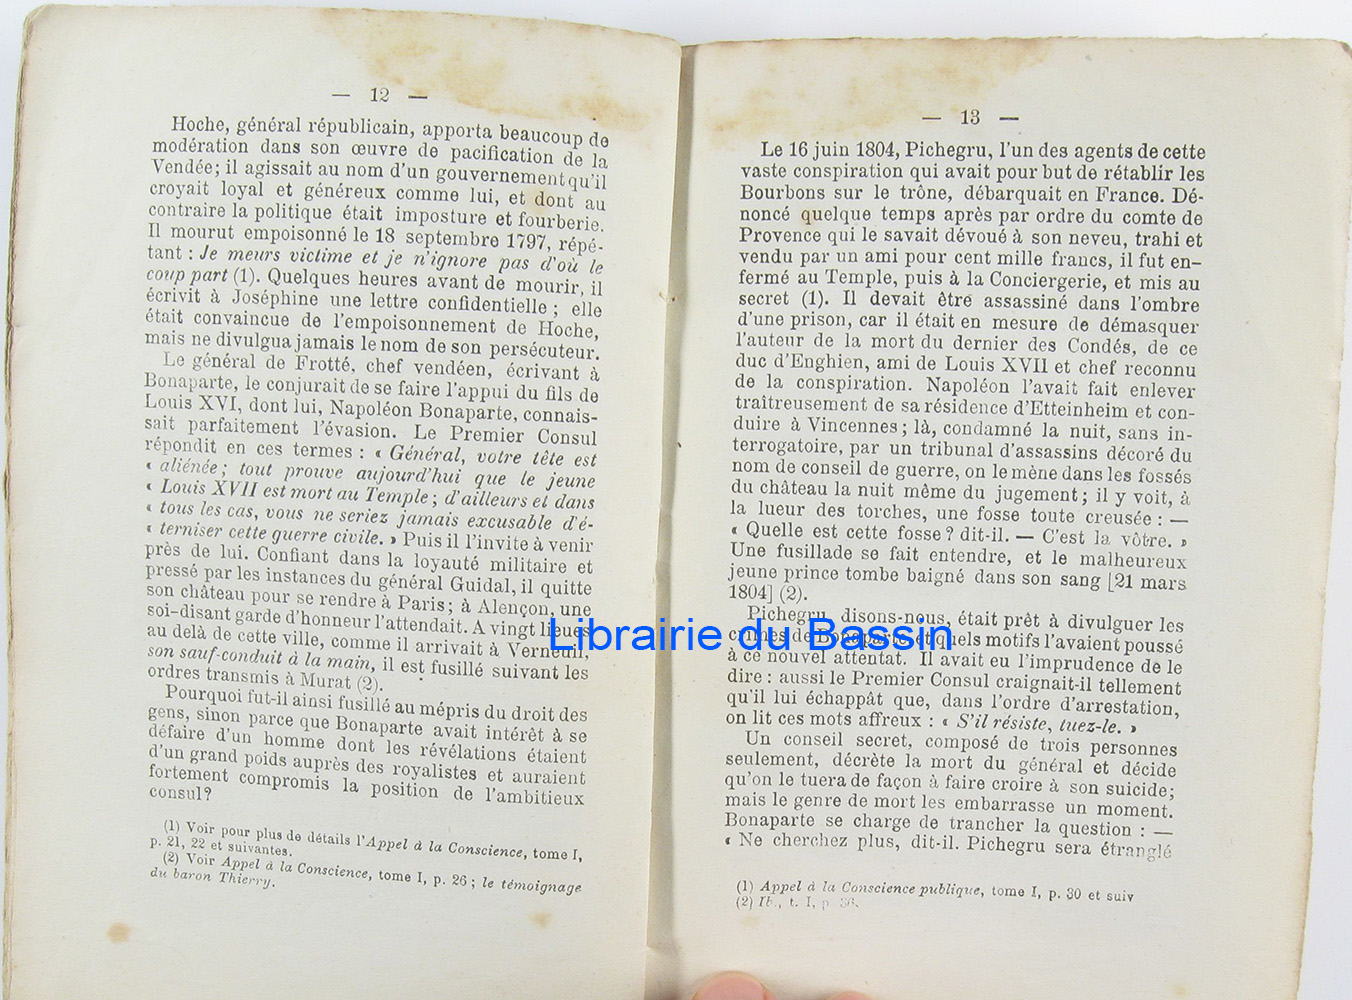 — 12 —
Hoche, général républicain, apporta beaucoup de
modération dans son œuvre de pacification de la
Vendée; il agissait au nom d'un gouvernement qu'il
croyait loyal et généreux comme lui, et dont au
contraire la politique était imposture et fourberie.
Il mourut empoisonné le 18 septembre 1797, répé-
tant : Je meurs victime et je n'ignore pas d'où le
coup part (1). Quelques heures avant de mourir, il
écrivit à Joséphine une lettre confidentielle ; elle
était convaincue de l'empoisonnement de Hoche,
mais ne divulgua jamais le nom de son persécuteur.
Le général de Frotté, chef vendéen, écrivant à
Bonaparte, le conjurait de se faire l'appui du fils de
Louis XVI, dont lui, Napoléon Bonaparte, connais-
sait parfaitement l'évasion. Le Premier Consul
répondit en ces termes : « Général, votre tête est
« aliénée ; tout prouve aujourd'hui que le jeune
« Louis XVII est mort au Temple ; d'ailleurs et dans
« tous les cas, vous ne seriez jamais excusable d'é-
« terniser cette guerre civile. » Puis il l'invite à venir
près de lui. Confiant dans la loyauté militaire et
pressé par les instances du général Guidal, il quitte
son château pour se rendre à Paris ; à Alençon, une
soi-disant garde d'honneur l'attendait. A vingt lieues
au delà de cette ville, comme il arrivait à Verneuil,
son sauf-conduit à la main, il est fusillé suivant les
ordres transmis à Murat (2).
Pourquoi fut-il ainsi fusillé au mépris du droit des
gens, sinon parce que Bonaparte avait intérêt à se
défaire d'un homme dont les révélations étaient
d'un grand poids auprès des royalistes et auraient
fortement compromis la position de l'ambitieux
consul?
(1) Voir pour plus de détails l'Appel à la Conscience, tome I,
p. 21, 22 et suivantes.
(2) Voir Appel à la Conscience, tome I, p. 26 ; le témoignage
du baron Thierry.
— 13 —
Le 16 juin 1804, Pichegru, l'un des agents de cette
vaste conspiration qui avait pour but de rétablir les
Bourbons sur le trône, débarquait en France. Dé-
noncé quelque temps après par ordre du comte de
Provence qui le savait dévoué à son neveu, trahi et
vendu par un ami pour cent mille francs, il fut en-
fermé au Temple, puis à la Conciergerie, et mis au
secret (1). Il devait être assassiné dans l'ombre
d'une prison, car il était en mesure de démasquer
l'auteur de la mort du dernier des Condés, de ce
duc d'Enghien, ami de Louis XVII et chef reconnu
de la conspiration. Napoléon l'avait fait enlever
traîtreusement de sa résidence d'Etteinheim et con-
duire à Vincennes ; là, condamné la nuit, sans in-
terrogatoire, par un tribunal d'assassins décoré du
nom de conseil de guerre, on le mène dans les fossés
du château la nuit même du jugement ; il y voit, à
la lueur des torches, une fosse toute creusée : —
« Quelle est cette fosse ? dit-il. — C'est la vôtre. »
Une fusillade se fait entendre, et le malheureux
jeune prince tombe baigné dans son sang [21 mars
1804] (2).
Pichegru, disons-nous, était prêt à divulguer les
crimes de Bonaparte et quels motifs l'avaient poussé
à ce nouvel attentat. Il avait eu l'imprudence de le
dire : aussi le Premier Consul craignait-il tellement
qu'il lui échappât que, dans l'ordre d'arrestation,
on lit ces mots affreux : « S'il résiste, tuez-le. »
Un conseil secret, composé de trois personnes
seulement, décrète la mort du général et décide
qu'on le tuera de façon à faire croire à son suicide;
mais le genre de mort les embarrasse un moment.
Bonaparte se charge de trancher la question : —
« Ne cherchez plus, dit-il. Pichegru sera étranglé
(1) Appel à la Conscience publique, tome I, p. 30 et suiv
(2) Ib., t. I, p. 36.
Librairie du Bassin